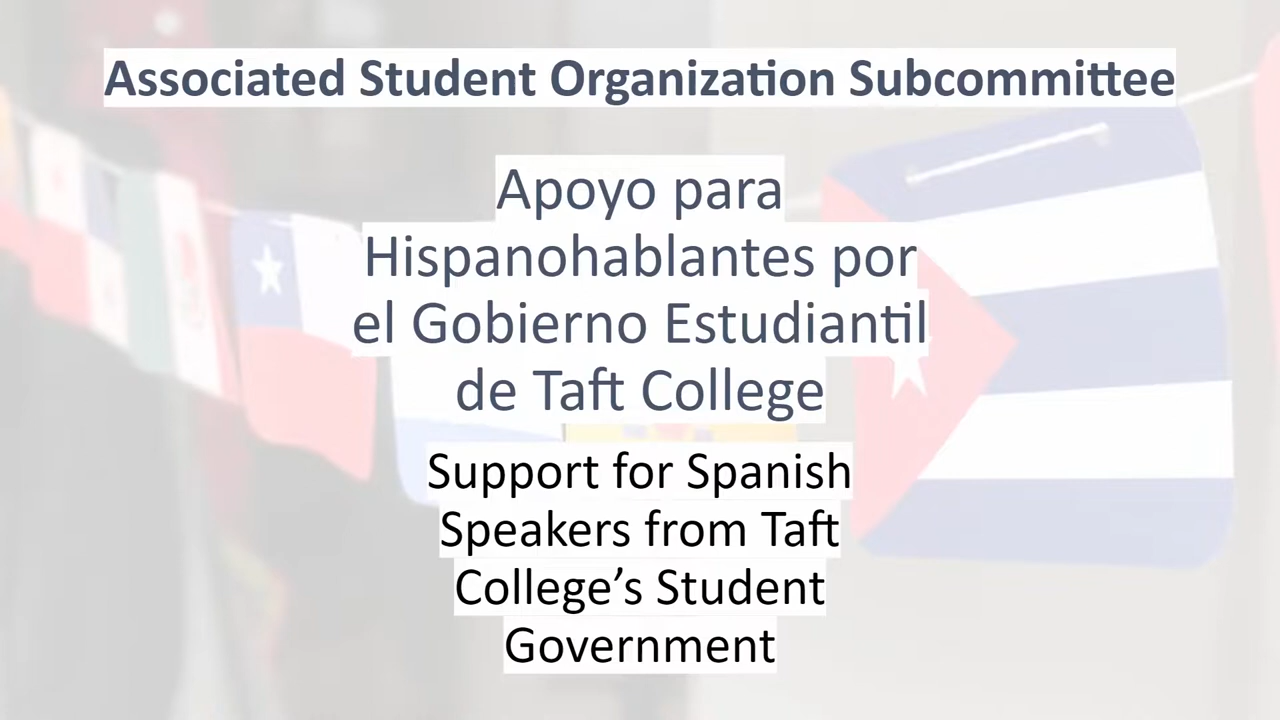 Associated Student Organization Subcommittee
Apoyo para
Hispanohablantes por
el Gobierno Estudiantil
de Taft College
Support for Spanish
Speakers from Taft
College’s Student
Government